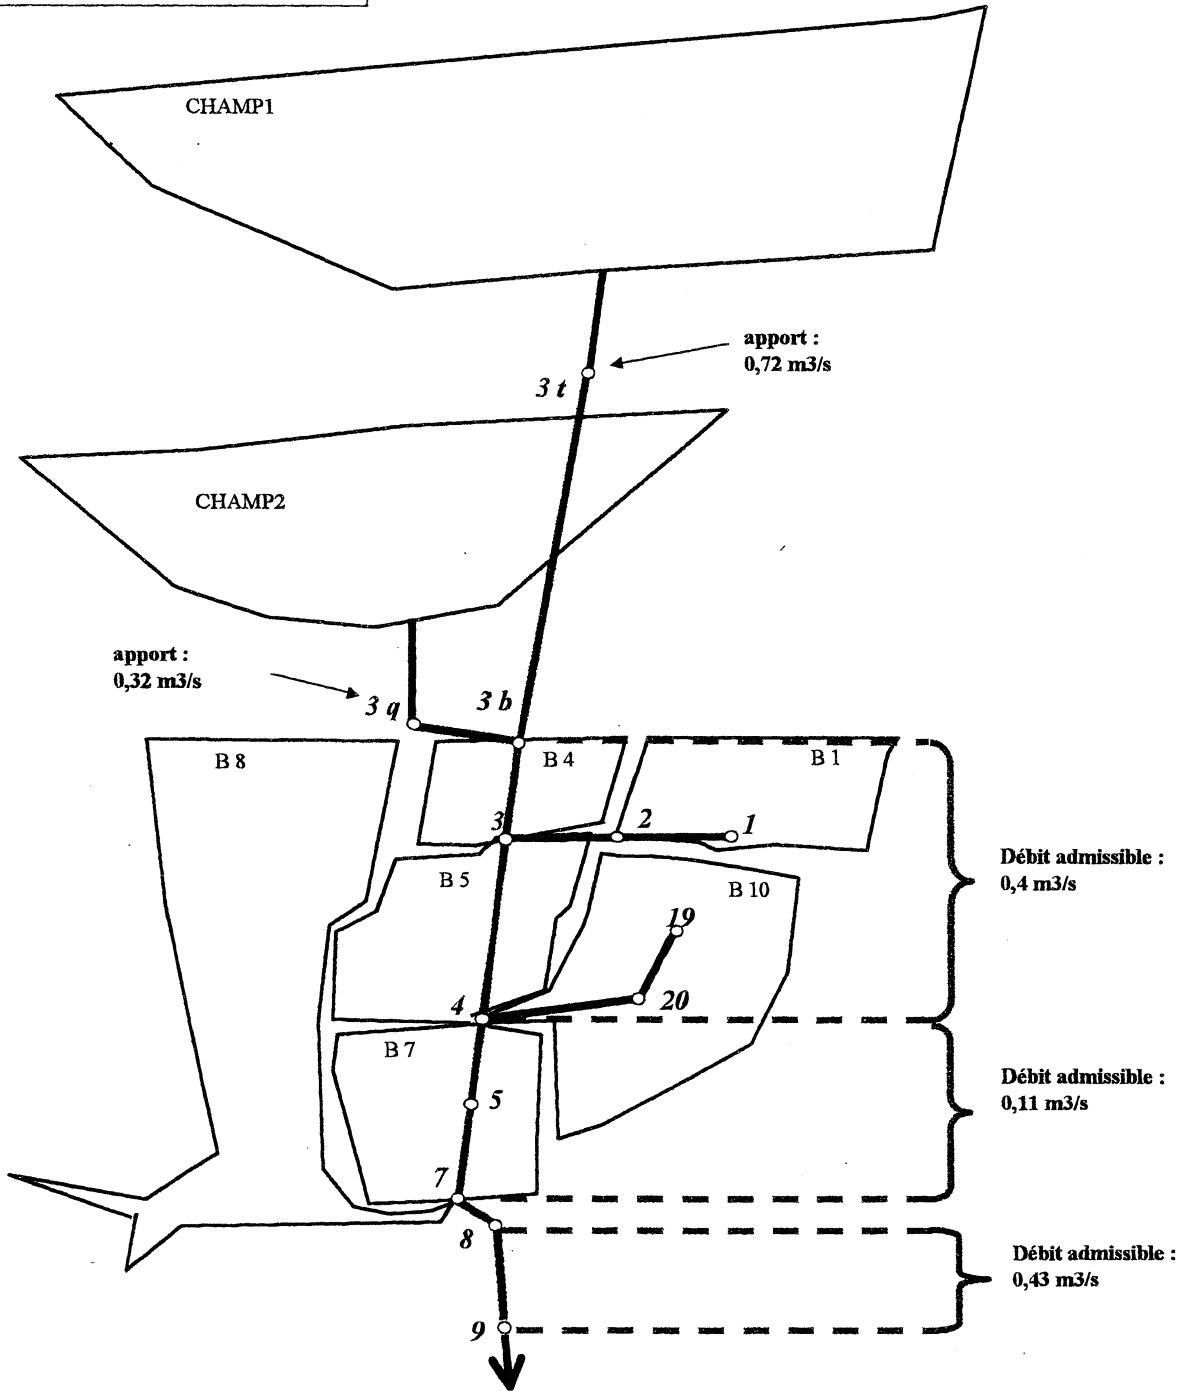 CHAMP1
apport :
0,72 m3/s
3 t
CHAMP2
apport :
0,32 m3/s
3 q
3 b
B 8
B 4
B 1
3
2
1
Débit admissible :
0,4 m3/s
B 5
B 10
19
4
20
B 7
Débit admissible :
0,11 m3/s
5
7
8
Débit admissible :
0,43 m3/s
9